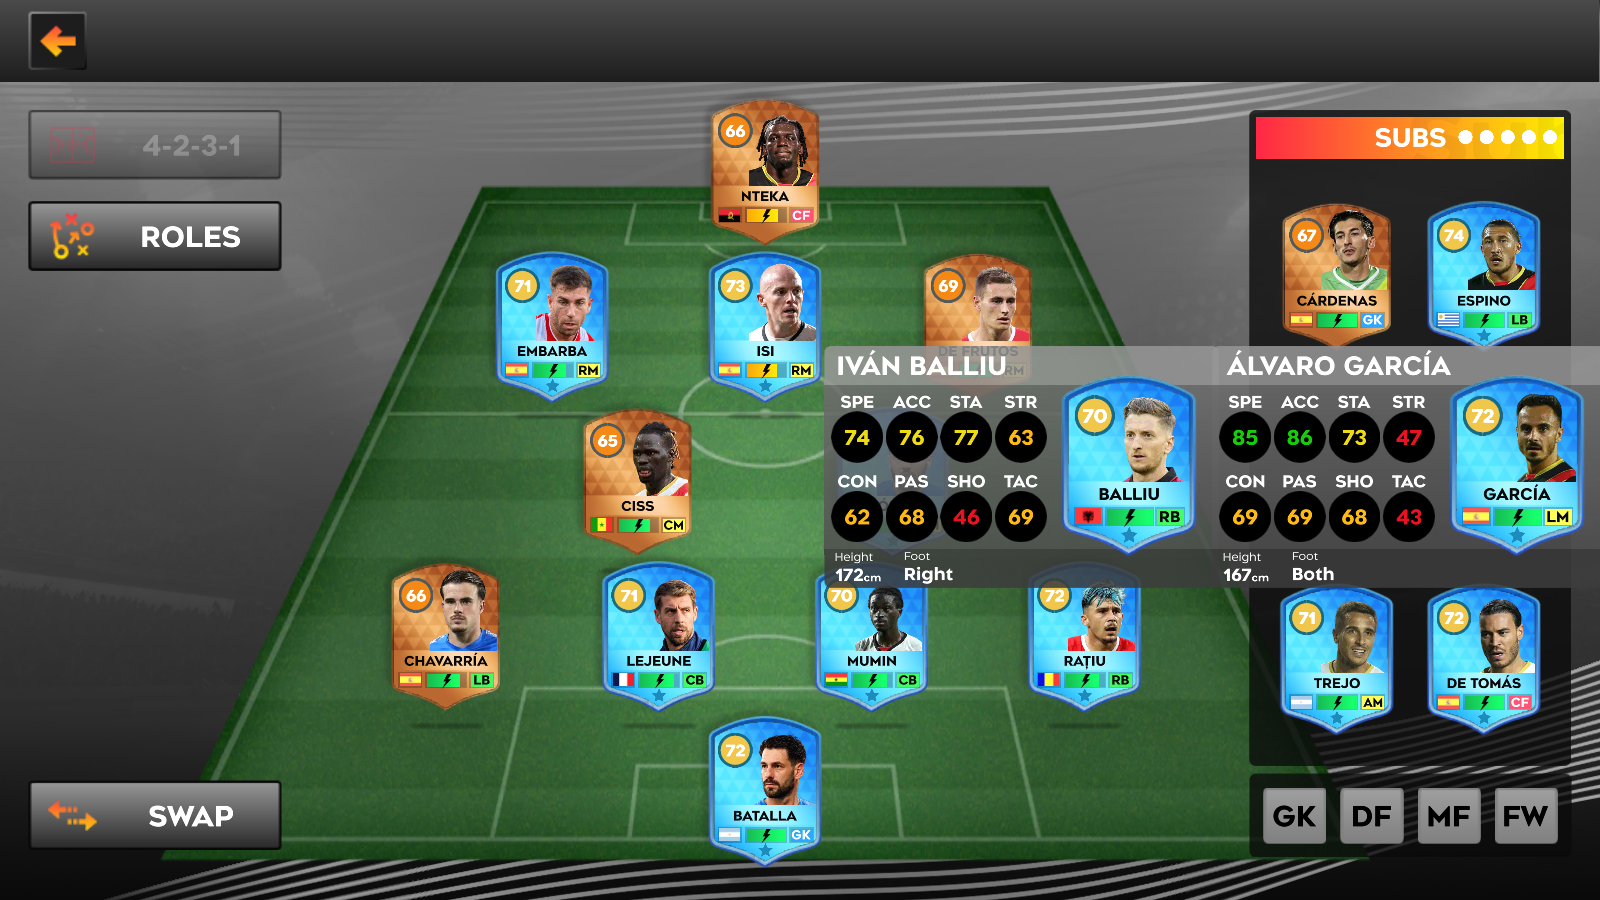 4-2-3-1
ROLES
SWAP
66
NTEKA
CF
71
EMBARBA
RM
73
ISI
RM
69
DE FRUTOS
RM
65
CISS
CM
66
CHAVARRÍA
LB
71
LEJEUNE
CB
70
MUMIN
CB
72
RAȚIU
RB
72
BATALLA
GK
IVÁN BALLIU
SPE ACC STA STR
74 76 77 63
CON PAS SHO TAC
62 68 46 69
Height Foot
172cm Right
70
BALLIU
RB
ÁLVARO GARCÍA
SPE ACC STA STR
85 86 73 47
CON PAS SHO TAC
69 69 68 43
Height Foot
167cm Both
72
GARCÍA
LM
SUBS
67
CÁRDENAS
GK
74
ESPINO
LB
71
TREJO
AM
72
DE TOMÁS
CF
GK DF MF FW